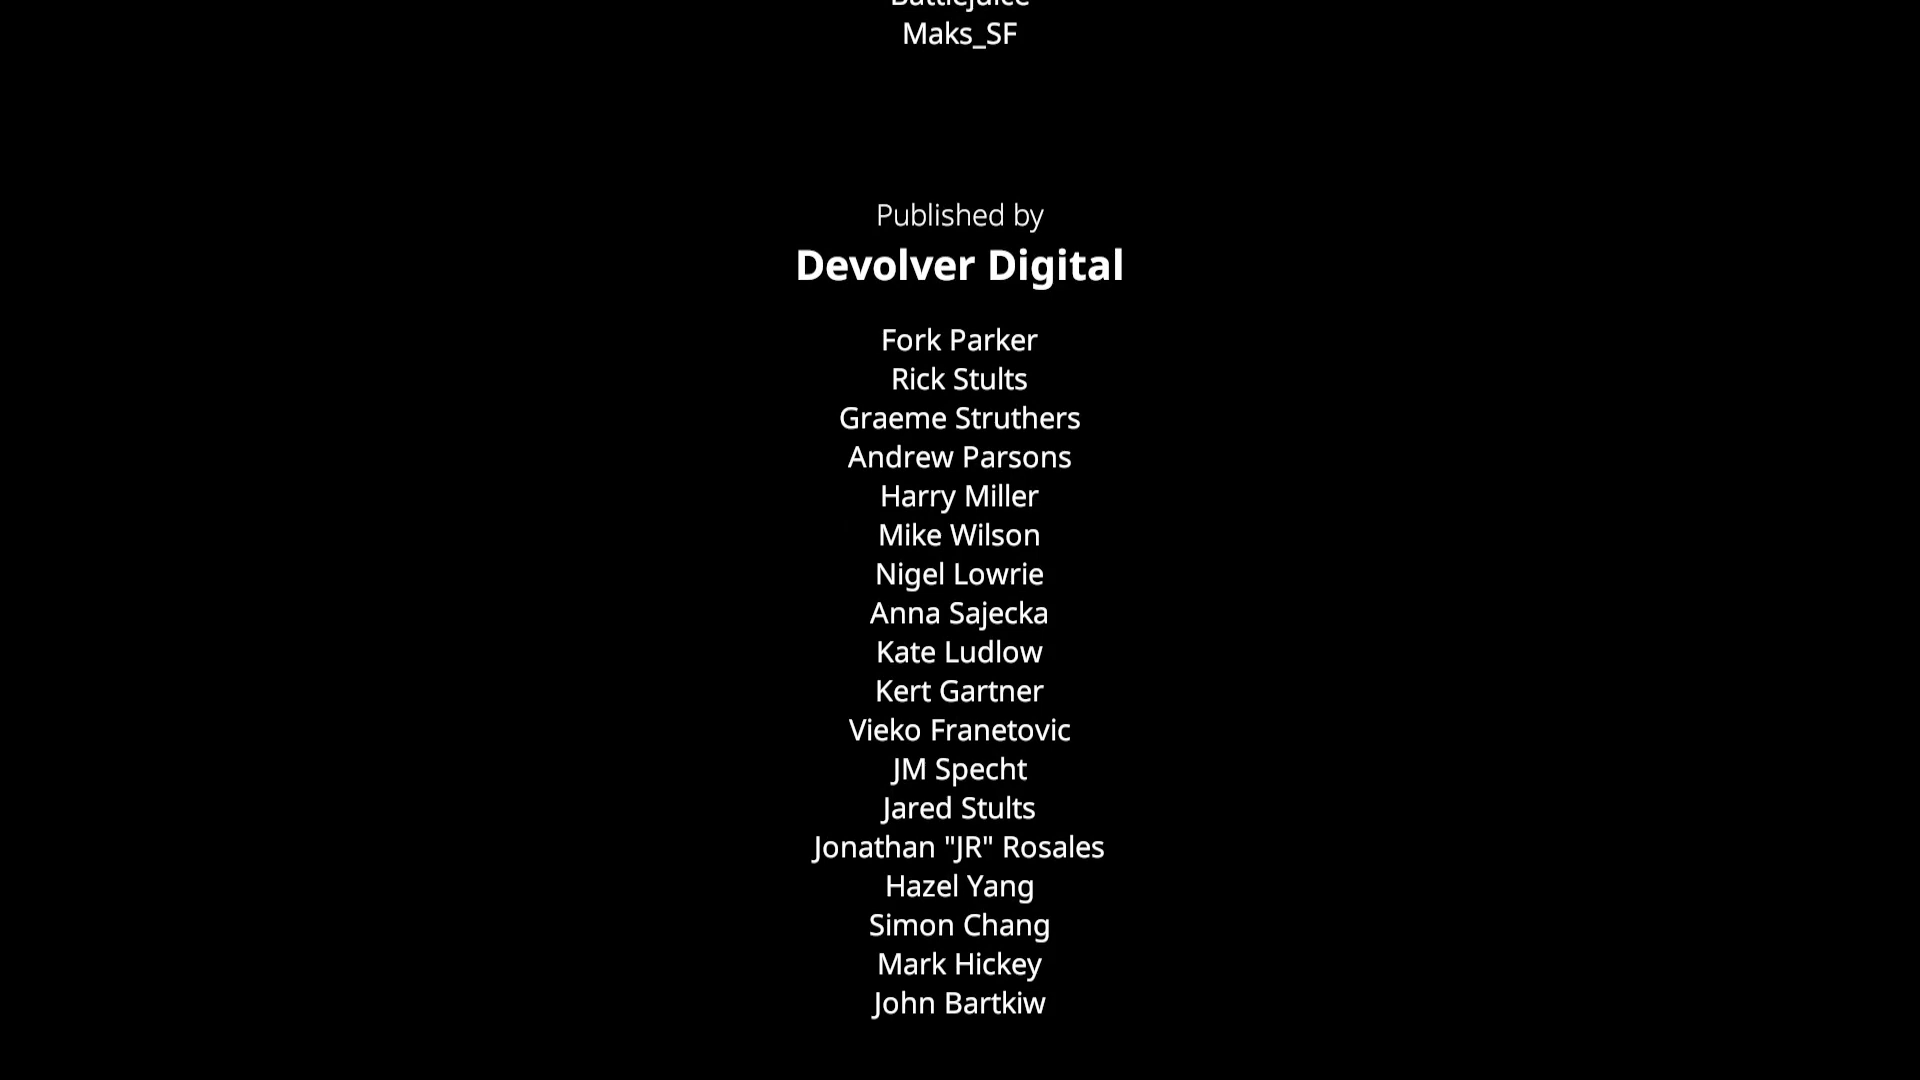 Battlejuice
Maks_SF
Published by
Devolver Digital
Fork Parker
Rick Stults
Graeme Struthers
Andrew Parsons
Harry Miller
Mike Wilson
Nigel Lowrie
Anna Sajecka
Kate Ludlow
Kert Gartner
Vieko Franetovic
JM Specht
Jared Stults
Jonathan "JR" Rosales
Hazel Yang
Simon Chang
Mark Hickey
John Bartkiw